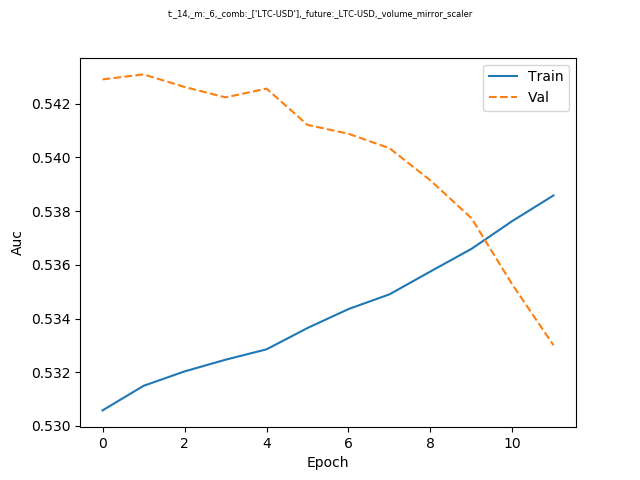 t:_14,_m:_6,_comb:_['LTC-USD'],_future:_LTC-USD,_volume_mirror_scaler
Train
Val
0.542
0.540
0.538
0.536
0.534
0.532
0.530
Auc
0 2 4 6 8 10
Epoch